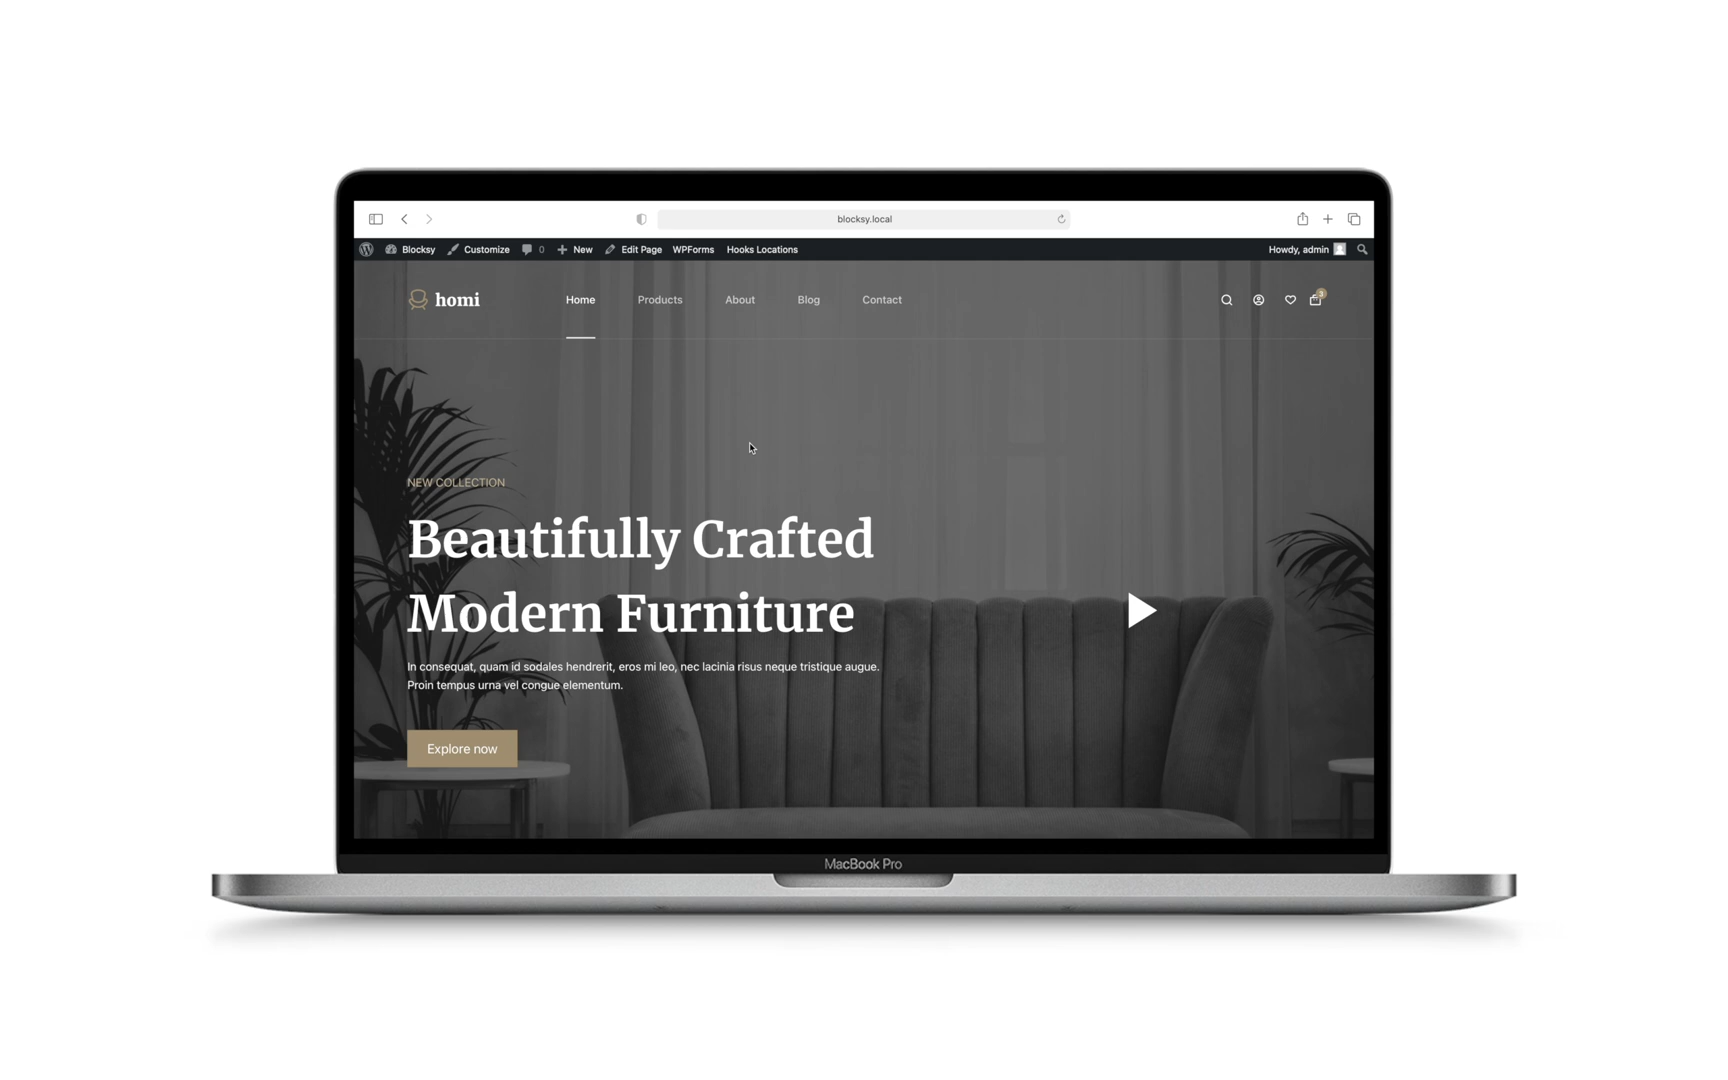 blocksy.local
Blocksy Customize 0 New Edit Page WPForms Hooks Locations Howdy, admin
homi Home Products About Blog Contact 3
NEW COLLECTION
Beautifully Crafted
Modern Furniture
In consequat, quam id sodales hendrerit, eros mi leo, nec lacinia risus neque tristique augue.
Proin tempus urna vel congue elementum.
Explore now
MacBook Pro